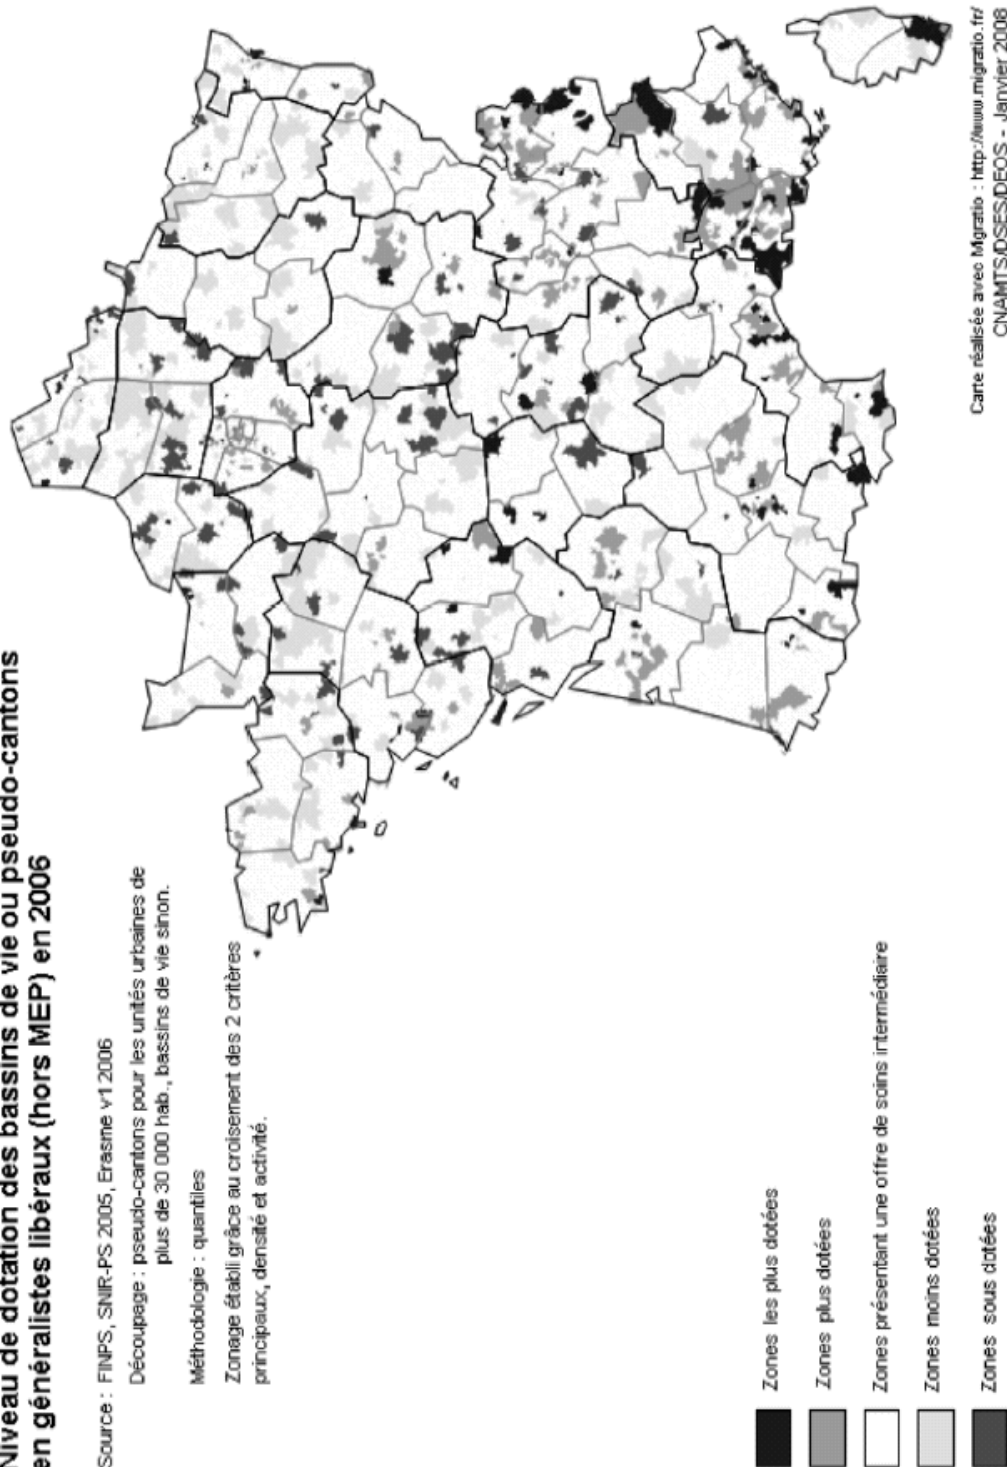 Niveau de dotation des bassins de vie ou pseudo-cantons
en généralistes libéraux (hors MEP) en 2006
Source : FINPS, SNIR-PS 2005, Erasme v1 2006
Découpage : pseudo-cantons pour les unités urbaines de
plus de 30 000 hab., bassins de vie sinon.
Méthodologie : quantiles
Zonage établi grâce au croisement des 2 critères
principaux, densité et activité.
Zones les plus dotées
Zones plus dotées
Zones présentant une offre de soins intermédiaire
Zones moins dotées
Zones sous dotées
Carte réalisée avec Migratio : http://www.migratio.fr/
CNAMTS/DSES/DEOS - Janvier 2008